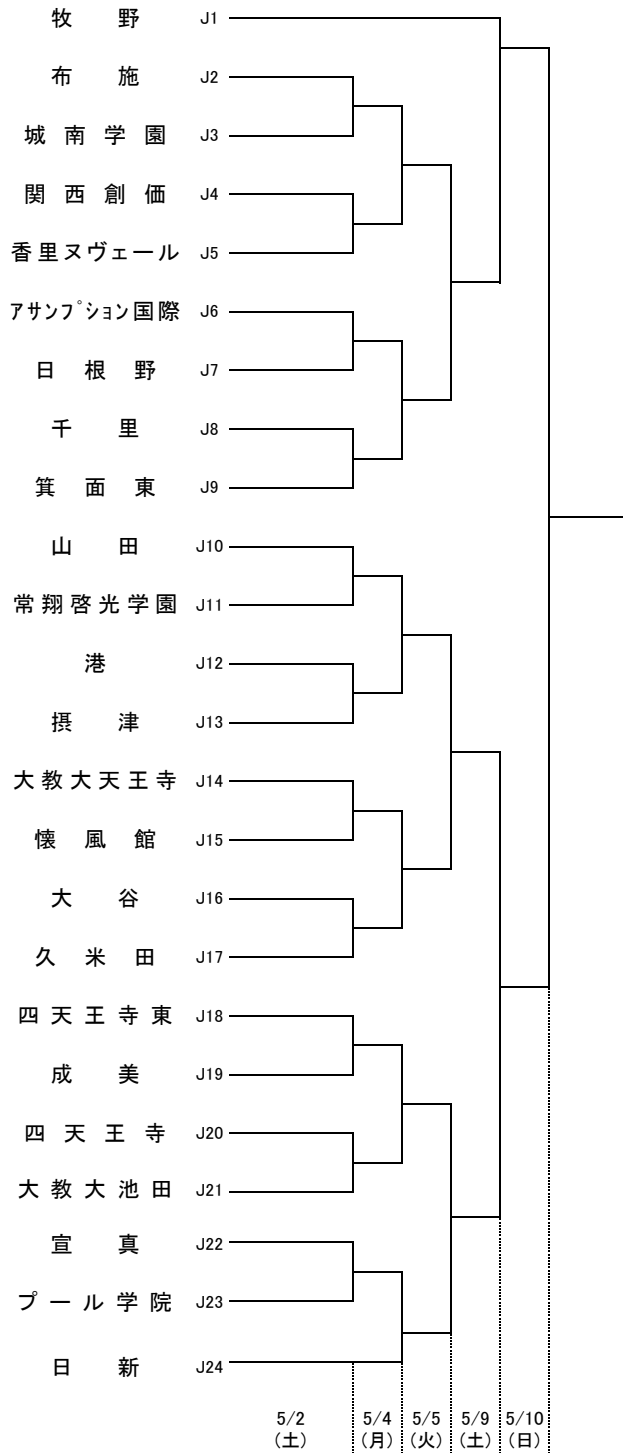 牧野 J1
布施 J2
城南学園 J3
関西創価 J4
香里ヌヴェール J5
アサンプション国際 J6
日根野 J7
千里 J8
箕面東 J9
山田 J10
常翔啓光学園 J11
港 J12
摂津 J13
大教大天王寺 J14
懐風館 J15
大谷 J16
久米田 J17
四天王寺東 J18
成美 J19
四天王寺 J20
大教大池田 J21
宣真 J22
プール学院 J23
日新 J24
5/2 5/4 5/5 5/9 5/10
(土) (月) (火) (土) (日)